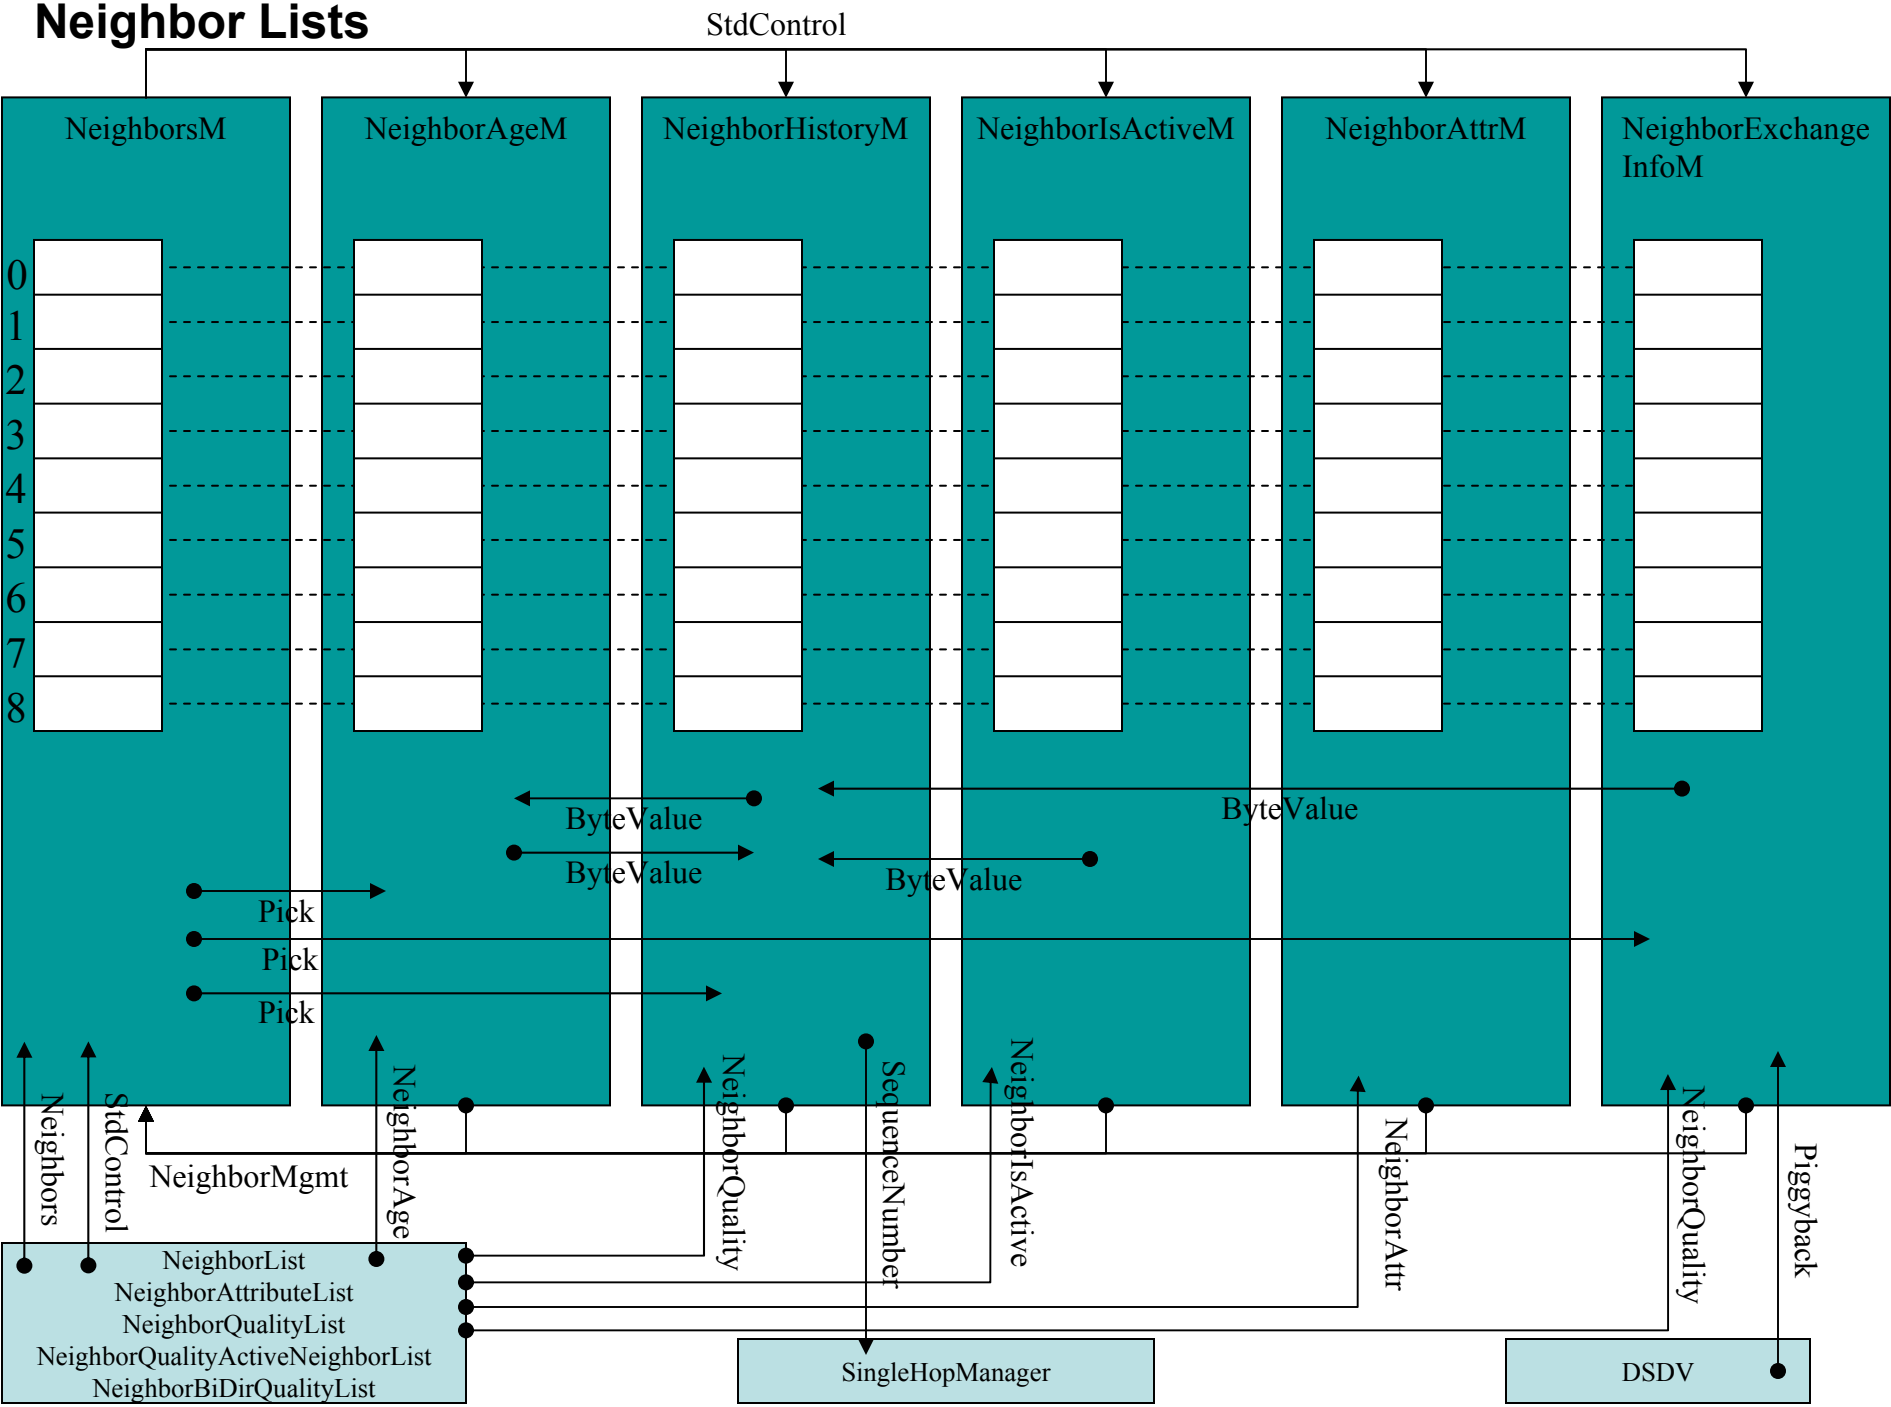 Neighbor Lists
StdControl
NeighborsM
NeighborAgeM
NeighborHistoryM
NeighborIsActiveM
NeighborAttrM
NeighborExchange
InfoM
0
1
2
3
4
5
6
7
8
ByteValue
ByteValue
ByteValue
ByteValue
Pick
Pick
Pick
Neighbors
StdControl
NeighborMgmt
NeighborAge
NeighborQuality
SequenceNumber
NeighborIsActive
NeighborAttr
NeighborQuality
Piggyback
NeighborList
NeighborAttributeList
NeighborQualityList
NeighborQualityActiveNeighborList
NeighborBiDirQualityList
SingleHopManager
DSDV